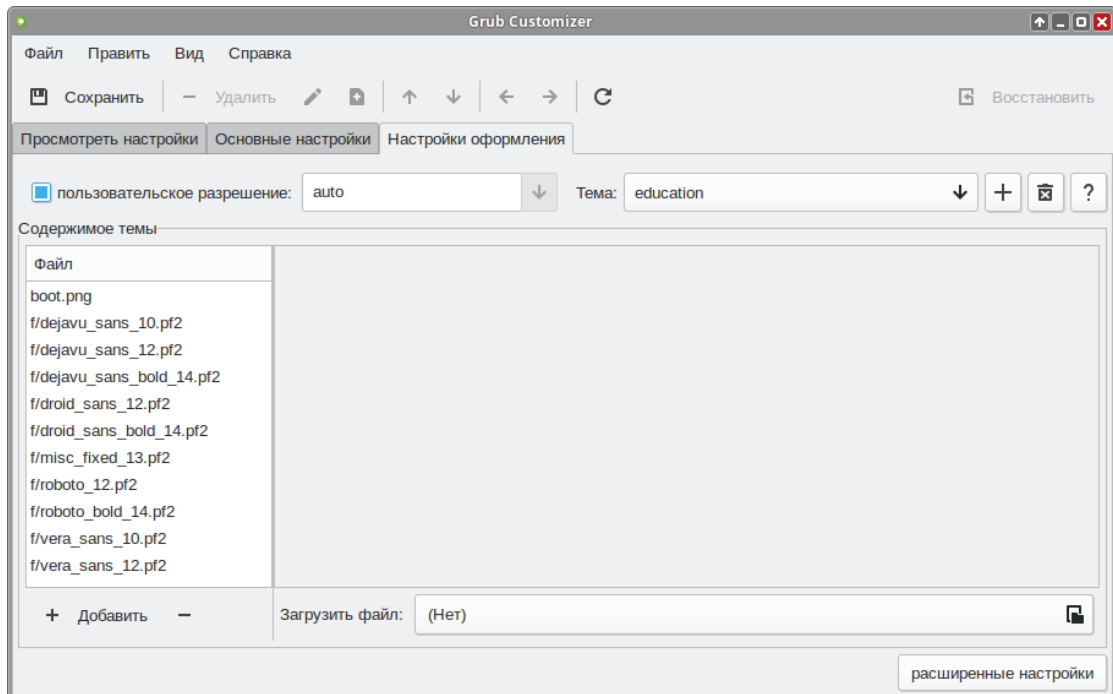 Grub Customizer
Файл Править Вид Справка
Сохранить Удалить Восстановить
Просмотреть настройки Основные настройки Настройки оформления
пользовательское разрешение: auto Тема: education ?
Содержимое темы
Файл
boot.png
f/dejavu_sans_10.pf2
f/dejavu_sans_12.pf2
f/dejavu_sans_bold_14.pf2
f/droid_sans_12.pf2
f/droid_sans_bold_14.pf2
f/misc_fixed_13.pf2
f/roboto_12.pf2
f/roboto_bold_14.pf2
f/vera_sans_10.pf2
f/vera_sans_12.pf2
Добавить Загрузить файл: (Нет)
расширенные настройки